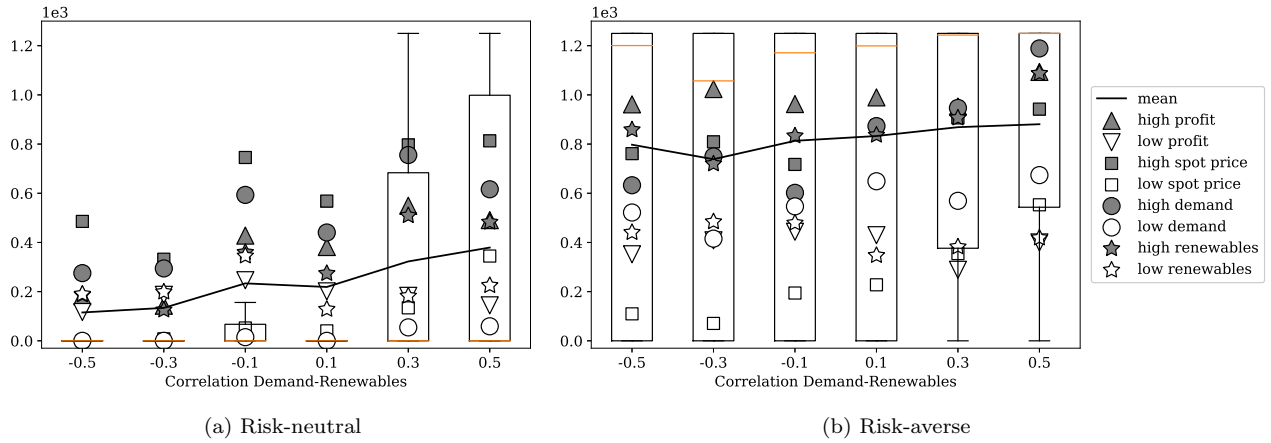 1e3
1.2
1.0
0.8
0.6
0.4
0.2
0.0
-0.5 -0.3 -0.1 0.1 0.3 0.5
Correlation Demand-Renewables
(a) Risk-neutral
1e3
1.2
1.0
0.8
0.6
0.4
0.2
0.0
-0.5 -0.3 -0.1 0.1 0.3 0.5
Correlation Demand-Renewables
(b) Risk-averse
mean
high profit
low profit
high spot price
low spot price
high demand
low demand
high renewables
low renewables